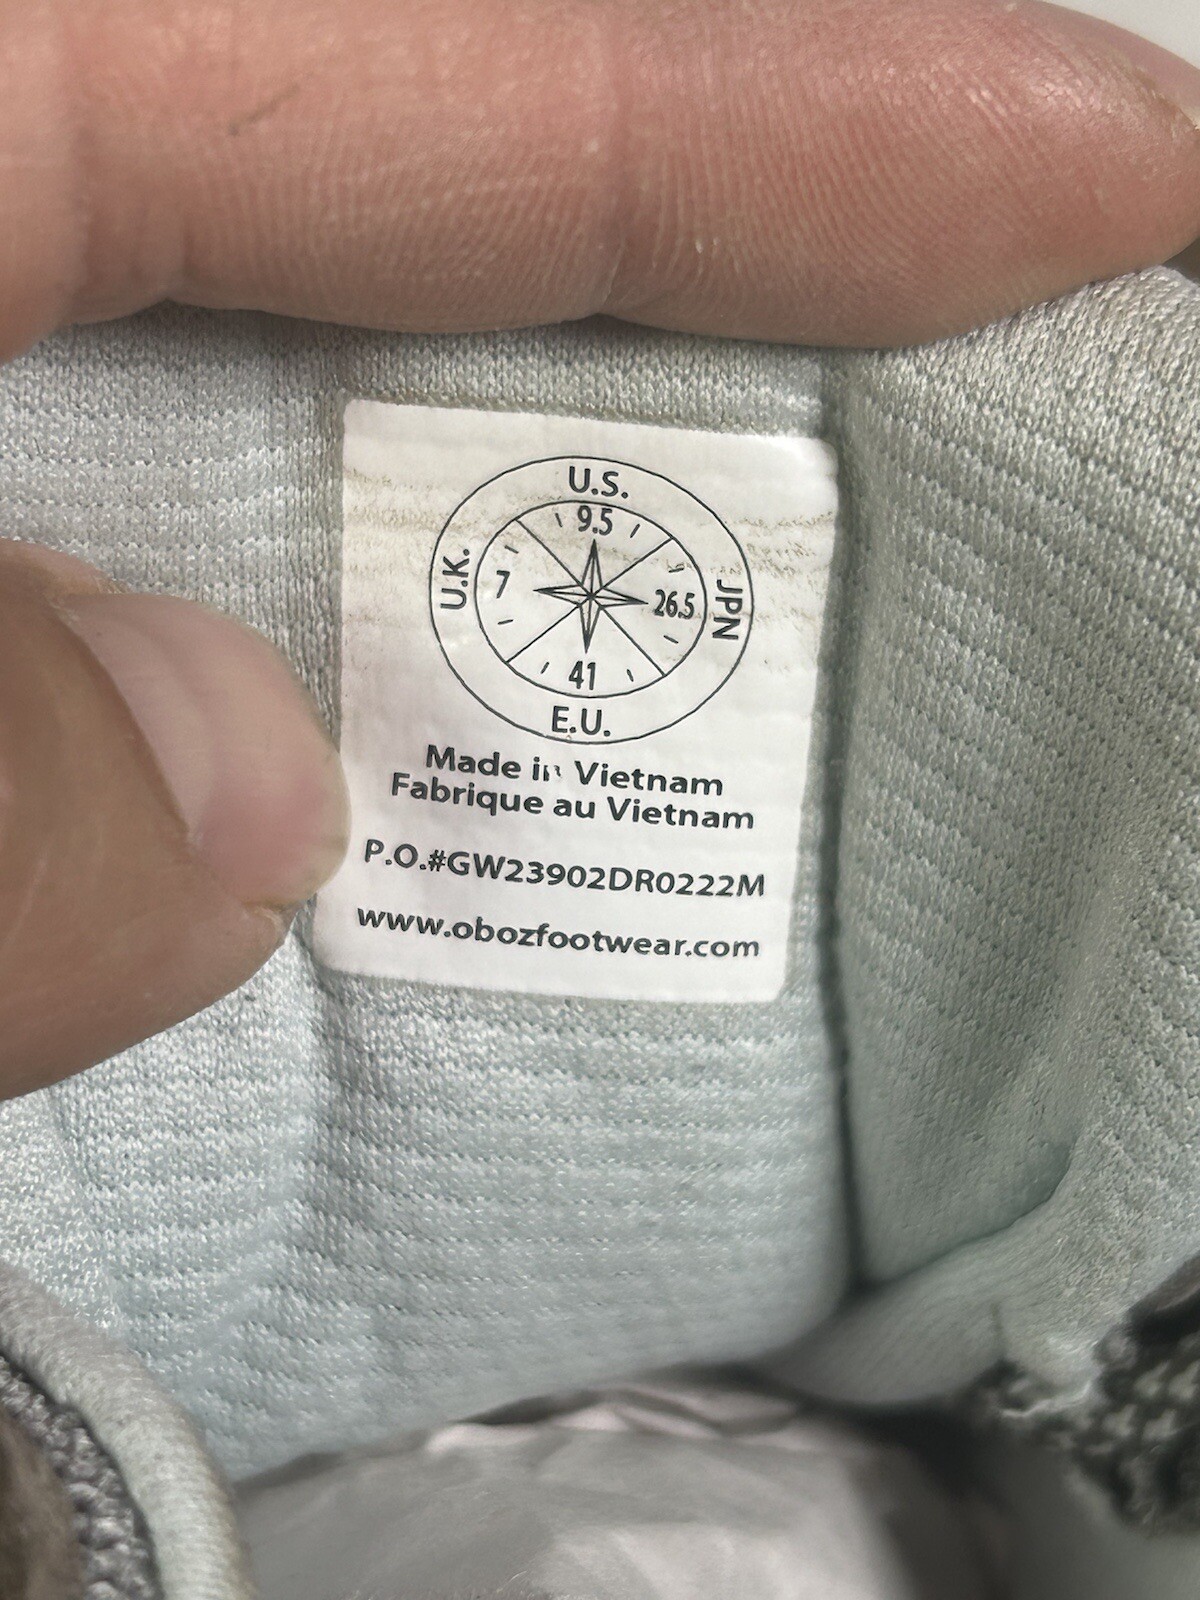 U.S.
9.5
U.K.
7
26.5
JPN
41
E.U.
Made in Vietnam
Fabrique au Vietnam
P.O.#GW23902DR0222M
www.obozfootwear.com